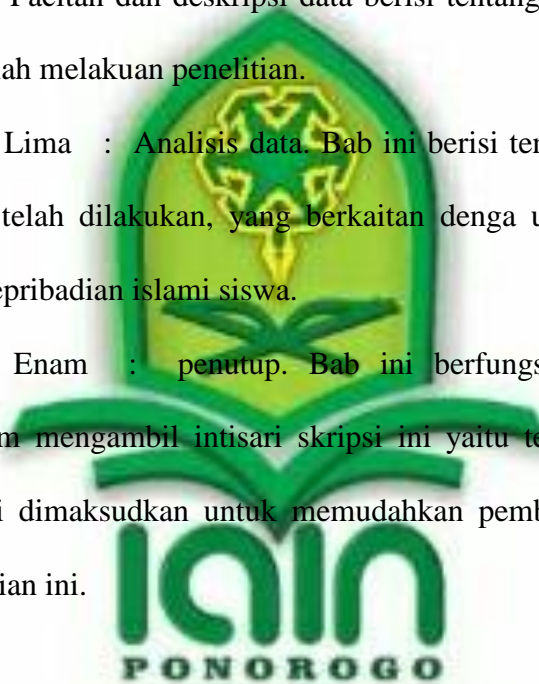 Pacitan dan deskripsi data berisi tentang
ah melakuan penelitian.
Lima : Analisis data. Bab ini berisi ter
telah dilakukan, yang berkaitan denga u
epribadian islami siswa.
Enam : penutup. Bab ini berfungs
m mengambil intisari skripsi ini yaitu te
i dimaksudkan untuk memudahkan pemb
ian ini.
iain
PONOROGO